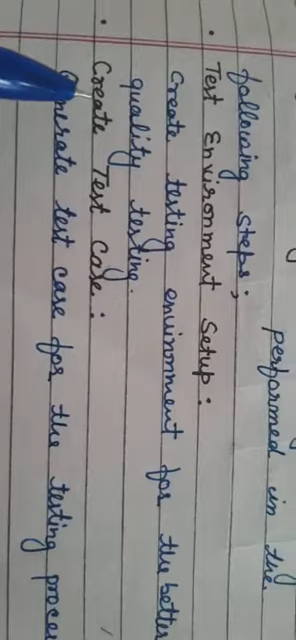 performed in the
following steps;
• Test Environment Setup:
Create testing environment for the better
quality testing.
• Create Test Case:
test case for the testing